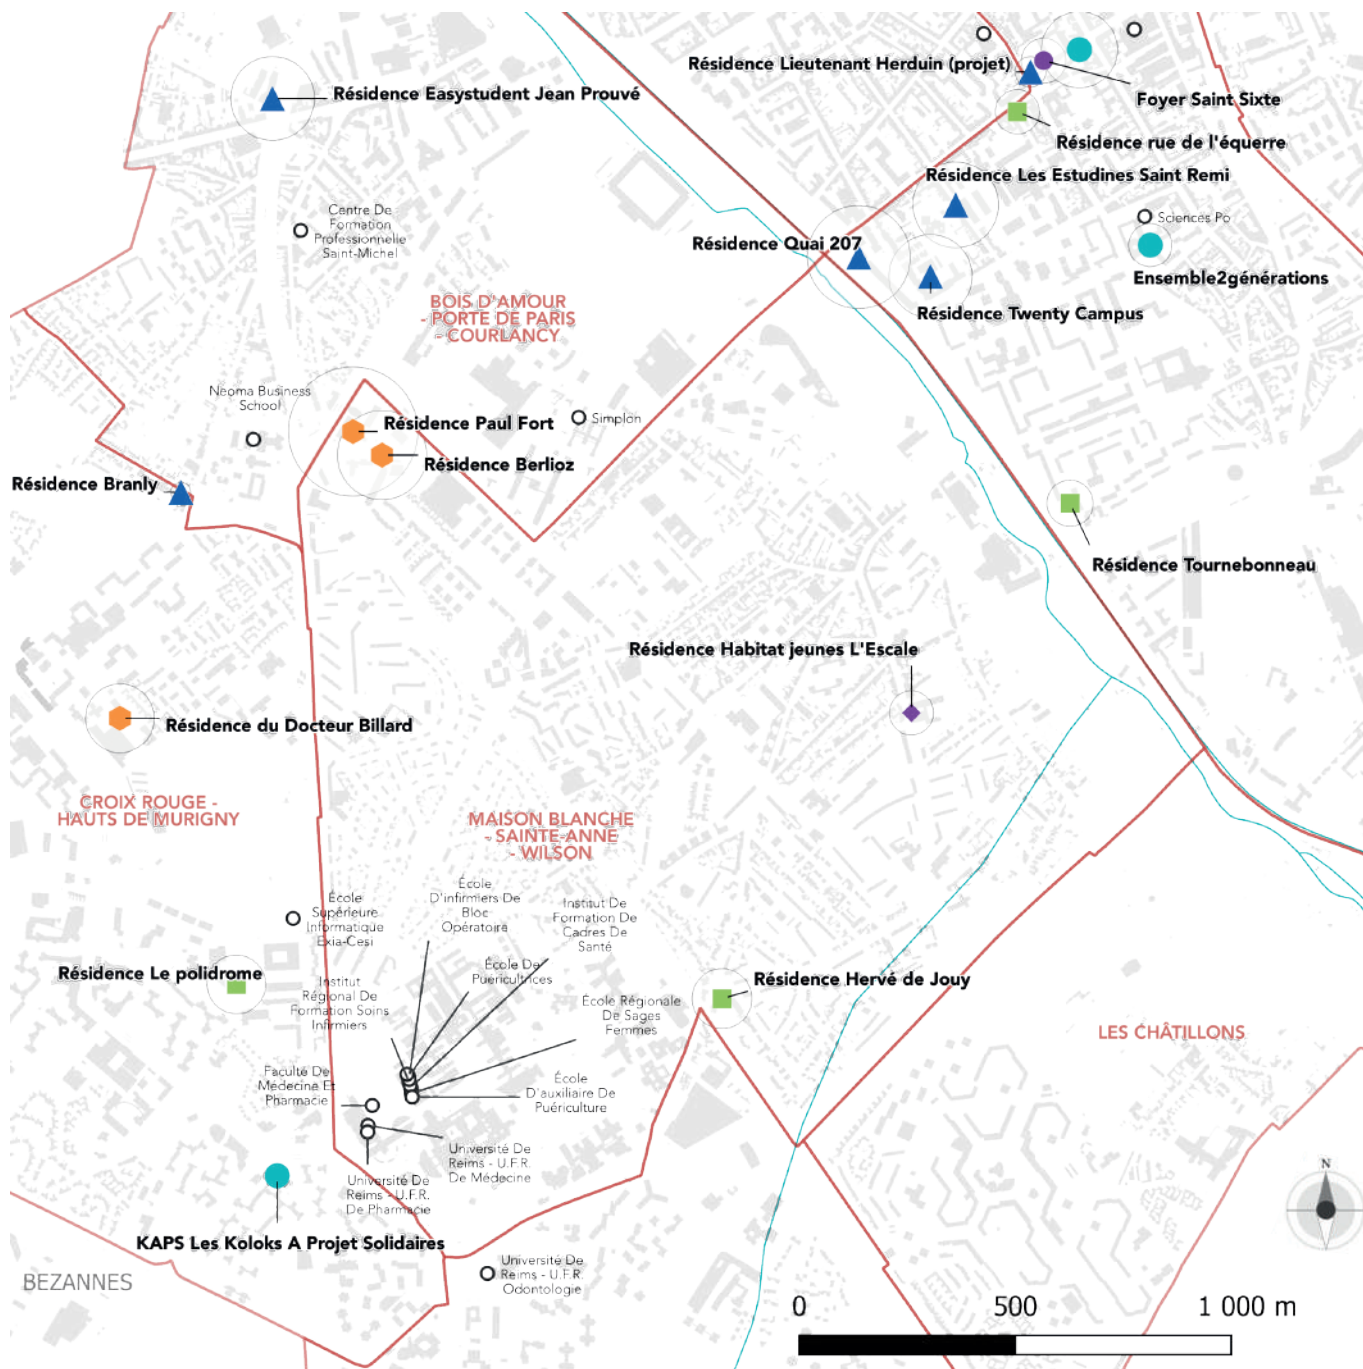 Résidence Lieutenant Herduin (projet)
Résidence Easystudent Jean Prouvé
Foyer Saint Sixte
Résidence rue de l'équerre
Résidence Les Estudines Saint Remi
Centre De
Formation
Professionnelle
Saint-Michel
Sciences Po
Résidence Quai 207
Ensemble2générations
BOIS D'AMOUR
- PORTE DE PARIS
- COURLANCY
Résidence Twenty Campus
Neoma Business
School
Simplon
Résidence Paul Fort
Résidence Berlioz
Résidence Branly
Résidence Tournebonneau
Résidence Habitat jeunes L'Escale
Résidence du Docteur Billard
CROIX ROUGE -
HAUTS DE MURIGNY
MAISON BLANCHE
- SAINTE-ANNE
- WILSON
École
Supérieure
Informatique
Exia-Cesi
École
D'infirmiers De
Bloc
Opératoire
Institut De
Formation De
Cadres De
Santé
École De
Puéricultrices
Résidence Le polidrome
Institut
Régional De
Formation Soins
Infirmiers
Résidence Hervé de Jouy
École Régionale
De Sages
Femmes
LES CHÂTILLONS
Faculté De
Médecine Et
Pharmacie
École
D'auxiliaire De
Puériculture
Université De
Reims - U.F.R.
De Médecine
Université De
Reims - U.F.R.
De Pharmacie
N
KAPS Les Koloks A Projet Solidaires
Université De
Reims - U.F.R.
Odontologie
BEZANNES
0 500 1 000 m